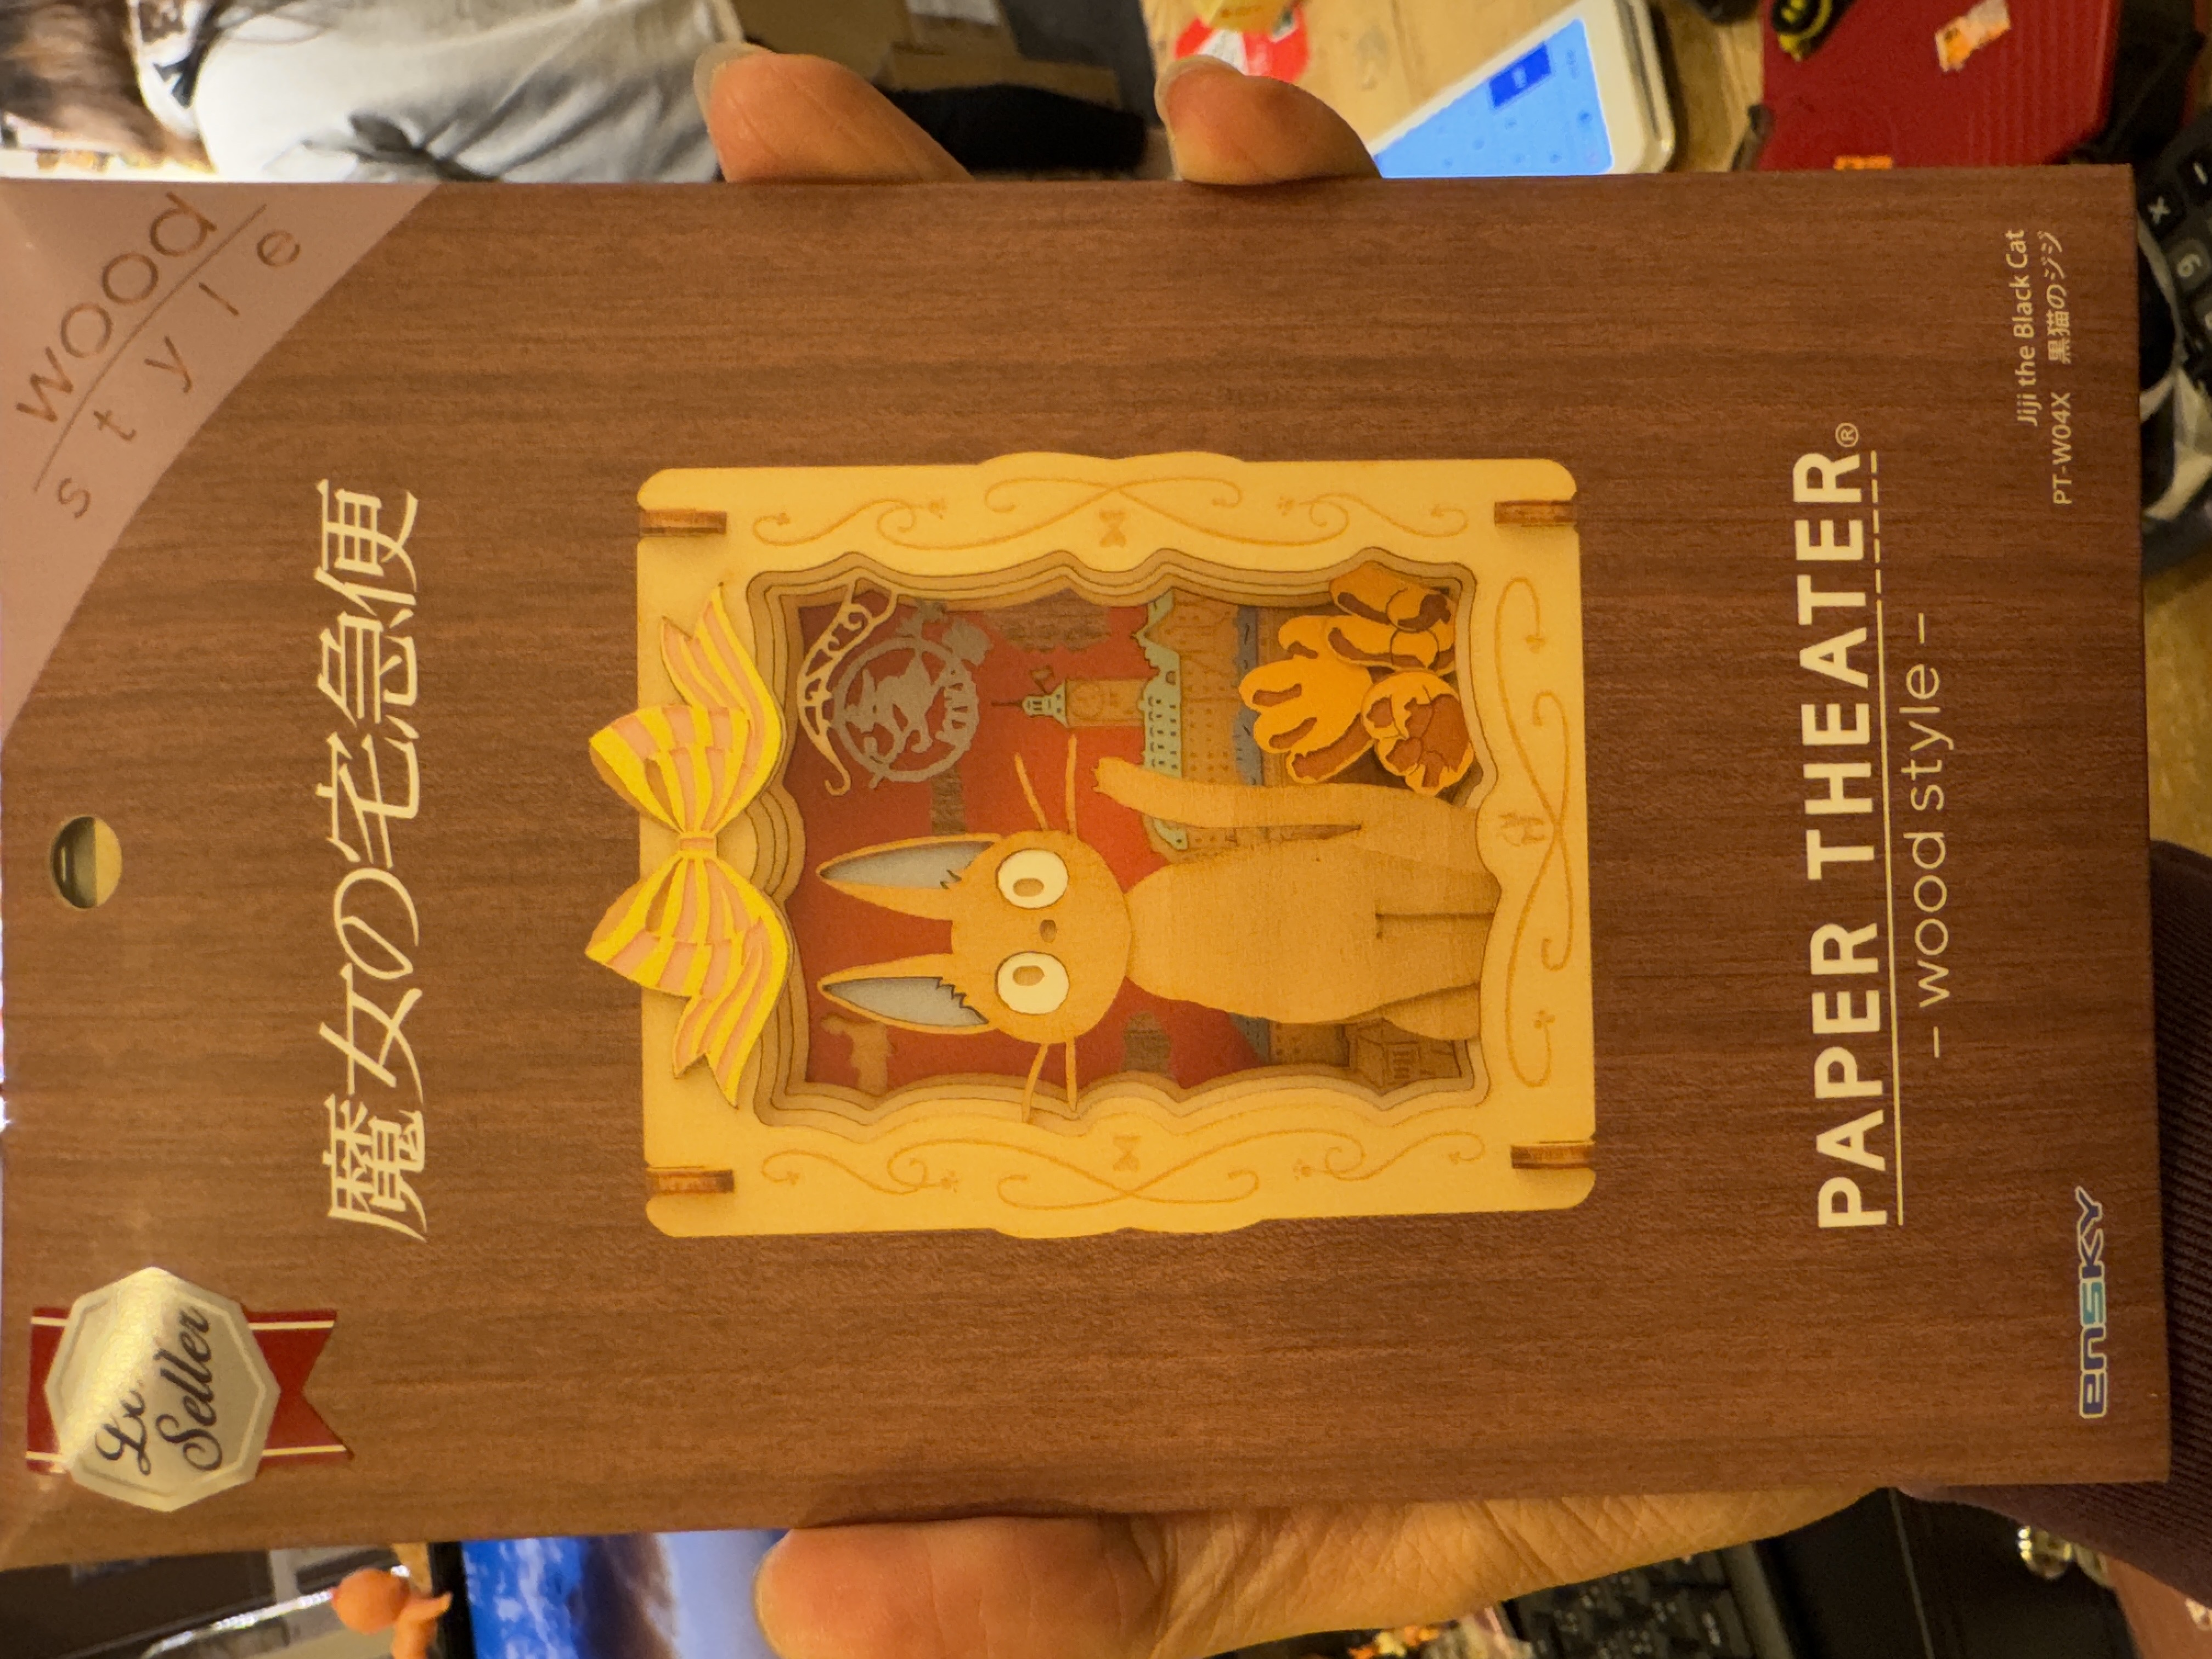 wood
style
Seller
魔女の宅急便
PAPER THEATER®
– wood style –
Jiji the Black Cat
PT-W04X 黒猫のジジ
ensky